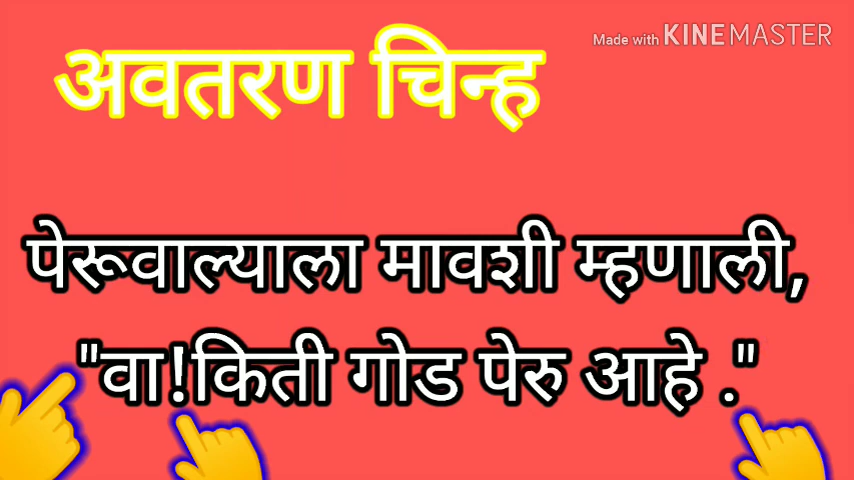 Made with KINEMASTER
अवतरण चिन्ह
पेरूवाल्याला मावशी म्हणाली,
"वा!किती गोड पेरु आहे ."